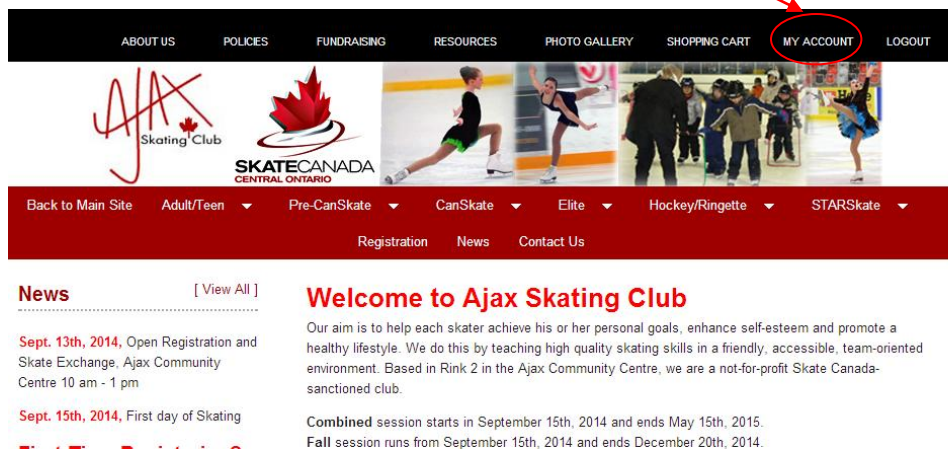 ABOUT US POLICIES FUNDRAISING RESOURCES PHOTO GALLERY SHOPPING CART MY ACCOUNT LOGOUT
AJAX
Skating Club
SKATECANADA
CENTRAL ONTARIO
Back to Main Site Adult/Teen Pre-CanSkate CanSkate Elite Hockey/Ringette STARSkate
Registration News Contact Us
News [ View All ]
Sept. 13th, 2014, Open Registration and
Skate Exchange, Ajax Community
Centre 10 am - 1 pm
Sept. 15th, 2014, First day of Skating
Welcome to Ajax Skating Club
Our aim is to help each skater achieve his or her personal goals, enhance self-esteem and promote a
healthy lifestyle. We do this by teaching high quality skating skills in a friendly, accessible, team-oriented
environment. Based in Rink 2 in the Ajax Community Centre, we are a not-for-profit Skate Canada-
sanctioned club.
Combined session starts in September 15th, 2014 and ends May 15th, 2015.
Fall session runs from September 15th, 2014 and ends December 20th, 2014.